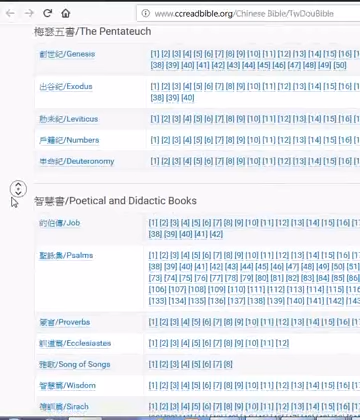 www.ccreadbible.org/Chinese Bible/TwDouBible
梅瑟五書/The Pentateuch
創世紀/Genesis [1] [2] [3] [4] [5] [6] [7] [8] [9] [10] [11] [12] [13] [14] [15] [16]
[38] [39] [40] [41] [42] [43] [44] [45] [46] [47] [48] [49] [50]
出谷紀/Exodus [1] [2] [3] [4] [5] [6] [7] [8] [9] [10] [11] [12] [13] [14] [15] [16]
[38] [39] [40]
肋未紀/Leviticus [1] [2] [3] [4] [5] [6] [7] [8] [9] [10] [11] [12] [13] [14] [15] [16]
戶籍紀/Numbers [1] [2] [3] [4] [5] [6] [7] [8] [9] [10] [11] [12] [13] [14] [15] [16]
申命紀/Deuteronomy [1] [2] [3] [4] [5] [6] [7] [8] [9] [10] [11] [12] [13] [14] [15] [16]
智慧書/Poetical and Didactic Books
約伯傳/Job [1] [2] [3] [4] [5] [6] [7] [8] [9] [10] [11] [12] [13] [14] [15] [16]
[38] [39] [40] [41] [42]
聖詠集/Psalms [1] [2] [3] [4] [5] [6] [7] [8] [9] [10] [11] [12] [13] [14] [15] [16]
[38] [39] [40] [41] [42] [43] [44] [45] [46] [47] [48] [49] [50]
[73] [74] [75] [76] [77] [78] [79] [80] [81] [82] [83] [84] [85]
[106] [107] [108] [109] [110] [111] [112] [113] [114] [115]
[133] [134] [135] [136] [137] [138] [139] [140] [141] [142]
箴言/Proverbs [1] [2] [3] [4] [5] [6] [7] [8] [9] [10] [11] [12] [13] [14] [15] [16]
訓道篇/Ecclesiastes [1] [2] [3] [4] [5] [6] [7] [8] [9] [10] [11] [12]
雅歌/Song of Songs [1] [2] [3] [4] [5] [6] [7] [8]
智慧篇/Wisdom [1] [2] [3] [4] [5] [6] [7] [8] [9] [10] [11] [12] [13] [14] [15] [16]
德訓篇/Sirach [1] [2] [3] [4] [5] [6] [7] [8] [9] [10] [11] [12] [13] [14] [15] [16]